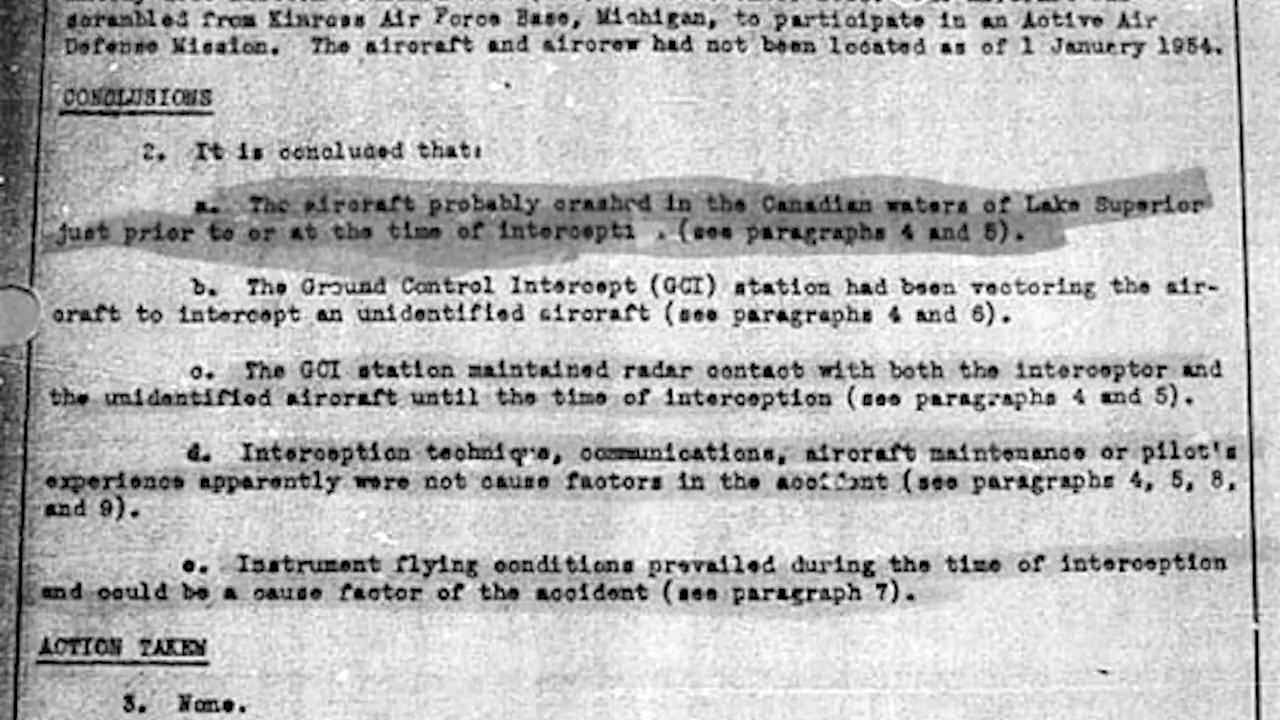 scrambled from Kinross Air Force Base, Michigan, to participate in an Active Air
Defense Mission. The aircraft and aircrew had not been located as of 1 January 1954.
CONCLUSIONS
2. It is concluded that:
a. The aircraft probably crashed in the Canadian waters of Lake Superior
just prior to or at the time of intercepti . (see paragraphs 4 and 5).
b. The Ground Control Intercept (GCI) station had been vectoring the air-
craft to intercept an unidentified aircraft (see paragraphs 4 and 6).
c. The GCI station maintained radar contact with both the interceptor and
the unidentified aircraft until the time of interception (see paragraphs 4 and 5).
d. Interception technique, communications, aircraft maintenance or pilot's
experience apparently were not cause factors in the accident (see paragraphs 4, 5, 8,
and 9).
e. Instrument flying conditions prevailed during the time of interception
and could be a cause factor of the accident (see paragraph 7).
ACTION TAKEN
3. None.